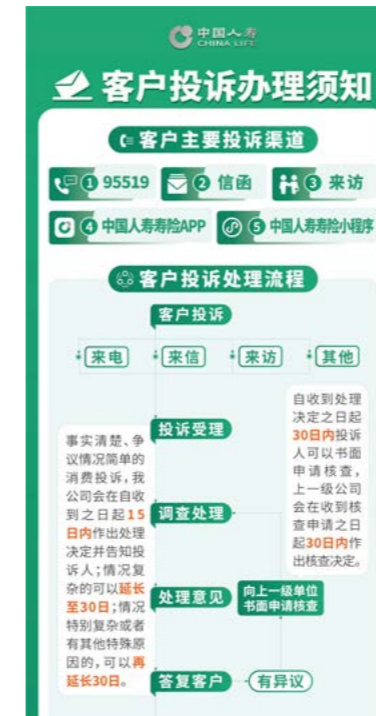 中国人寿
CHINA LIFE
客户投诉办理须知
客户主要投诉渠道
1 95519
2 信函
3 来访
4 中国人寿寿险APP
5 中国人寿寿险小程序
客户投诉处理流程
客户投诉
来电
来信
来访
其他
投诉受理
事实清楚、争
议情况简单的
消费投诉，我
公司会在自收
到之日起15
日内作出处理
决定并告知投
诉人；情况复
杂的可以延长
至30日；情况
特别复杂或者
有其他特殊原
因的，可以再
延长30日。
调查处理
处理意见
答复客户
有异议
向上一级单位
书面申请核查
自收到处理
决定之日起
30日内投诉
人可以书面
申请核查，
上一级公司
会在收到核
查申请之日
起30日内作
出核查决定。